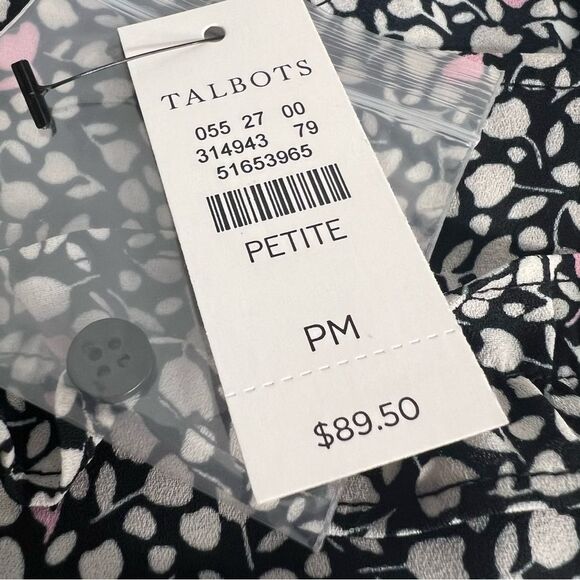 TALBOTS
055 27 00
314943 79
51653965
PETITE
PM
$89.50